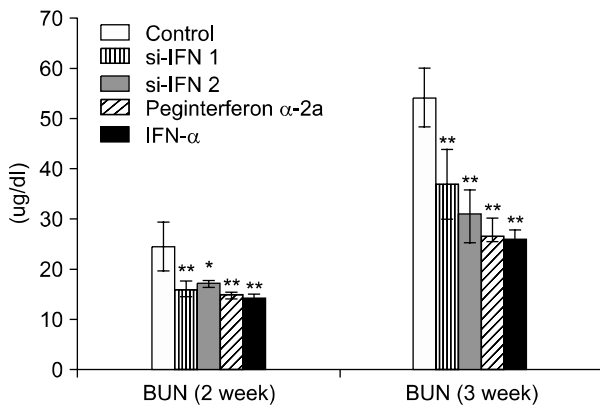 70
60
50
40
30
20
10
0
(ug/dl)
Control
si-IFN 1
si-IFN 2
Peginterferon α-2a
IFN-α
** * ** **
** ** ** **
BUN (2 week)
BUN (3 week)